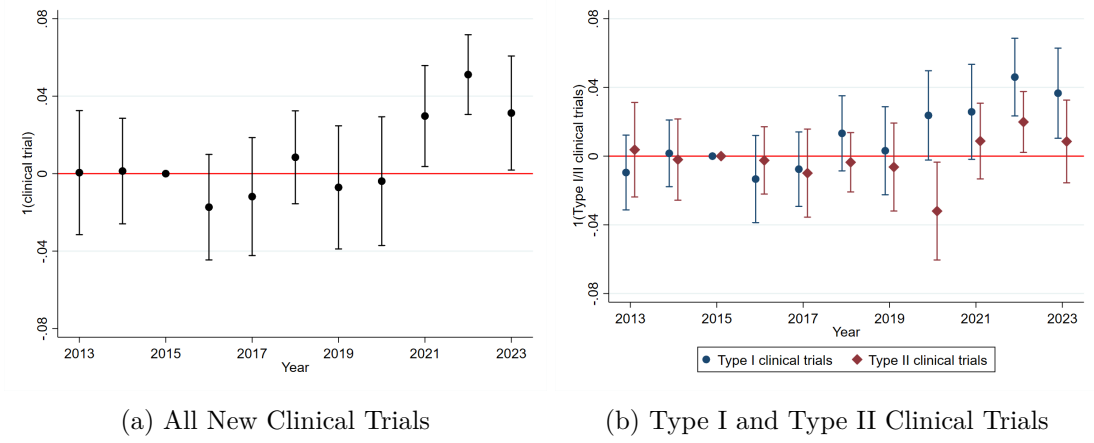 .08
.04
0
-.04
-.08
1(clinical trial)
2013 2015 2017 2019 2021 2023
Year
(a) All New Clinical Trials
.08
.04
0
-.04
-.08
1(Type I/II clinical trials)
2013 2015 2017 2019 2021 2023
Year
Type I clinical trials Type II clinical trials
(b) Type I and Type II Clinical Trials